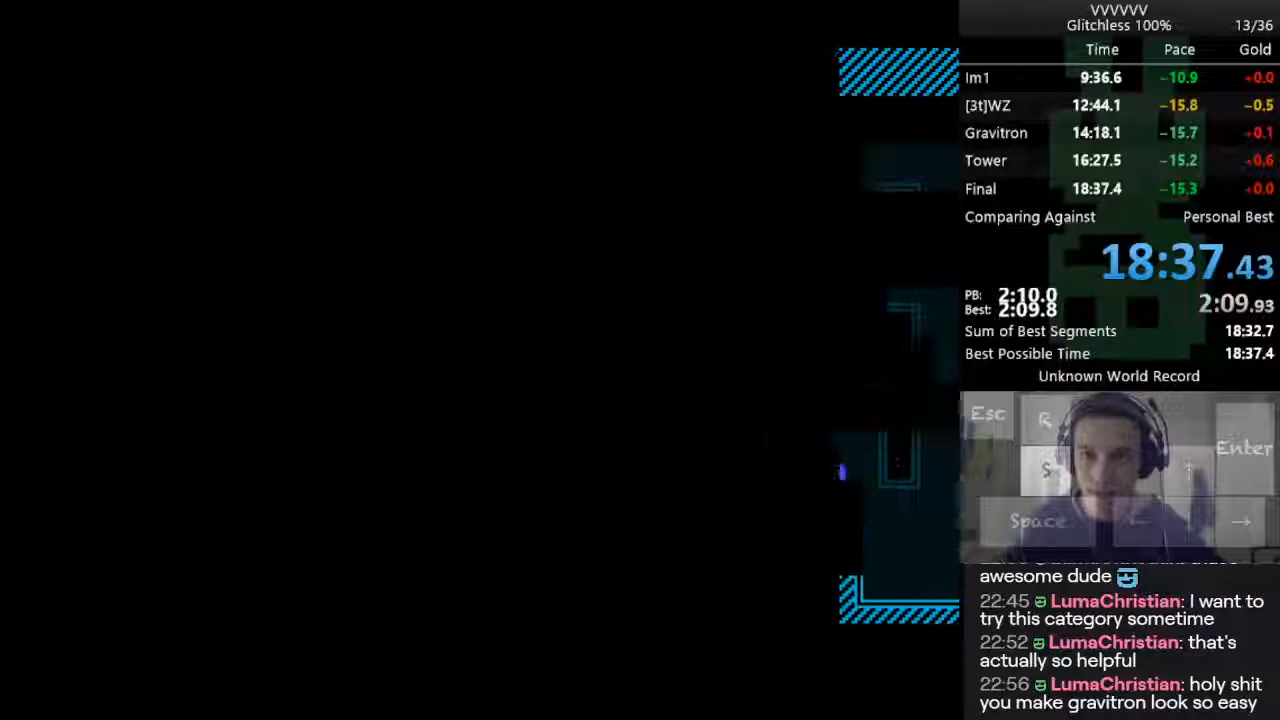 VVVVVV
Glitchless 100% 13/36
Time Pace Gold
Im1 9:36.6 −10.9 +0.0
[3t]WZ 12:44.1 −15.8 −0.5
Gravitron 14:18.1 −15.7 +0.1
Tower 16:27.5 −15.2 +0.6
Final 18:37.4 −15.3 +0.0
Comparing Against Personal Best
18:37.43
PB: 2:10.0
Best: 2:09.8 2:09.93
Sum of Best Segments 18:32.7
Best Possible Time 18:37.4
Unknown World Record
Esc R
Enter
S ↑
Space ← →
awesome dude
22:45 LumaChristian: I want to
try this category sometime
22:52 LumaChristian: that's
actually so helpful
22:56 LumaChristian: holy shit
you make gravitron look so easy